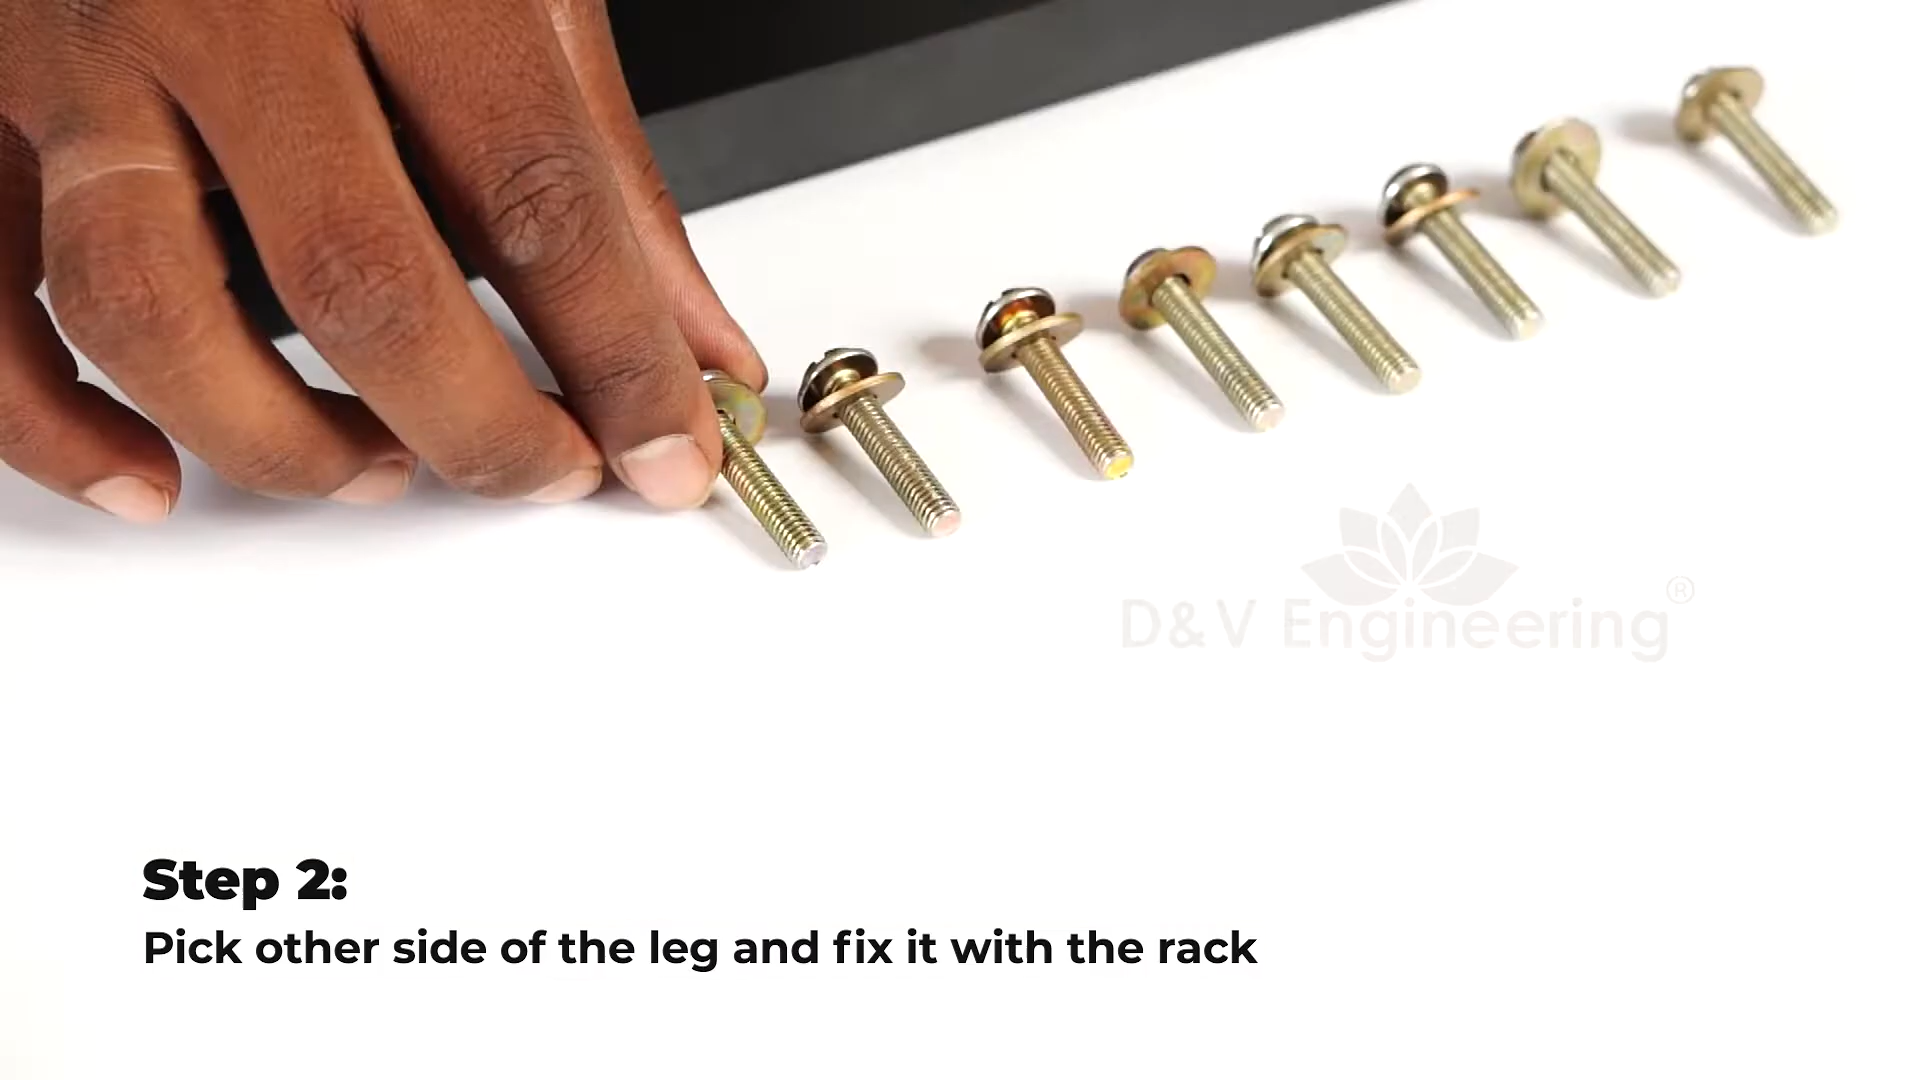 D&V Engineering®
Step 2:
Pick other side of the leg and fix it with the rack